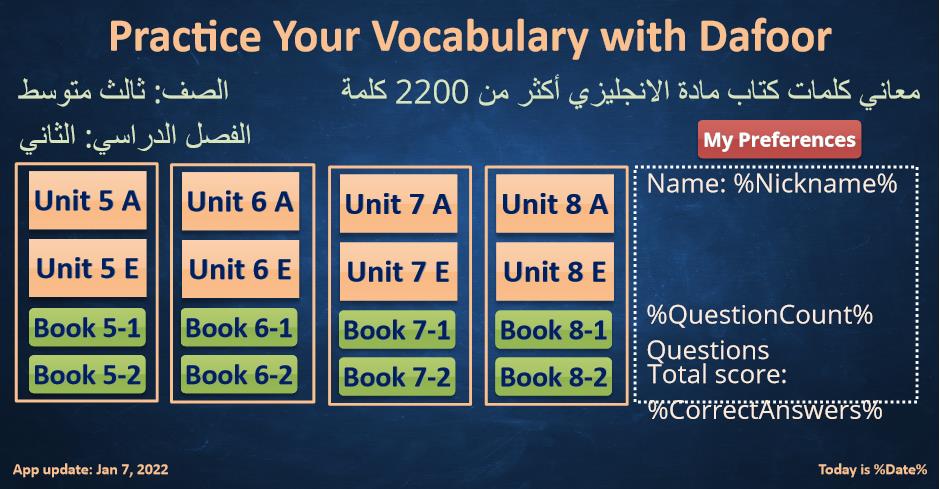 Practice Your Vocabulary with Dafoor
معاني كلمات كتاب مادة الانجليزي أكثر من 2200 كلمة
الصف: ثالث متوسط
الفصل الدراسي: الثاني
My Preferences
Unit 5 A
Unit 5 E
Book 5-1
Book 5-2
Unit 6 A
Unit 6 E
Book 6-1
Book 6-2
Unit 7 A
Unit 7 E
Book 7-1
Book 7-2
Unit 8 A
Unit 8 E
Book 8-1
Book 8-2
Name: %Nickname%
%QuestionCount%
Questions
Total score:
%CorrectAnswers%
App update: Jan 7, 2022
Today is %Date%